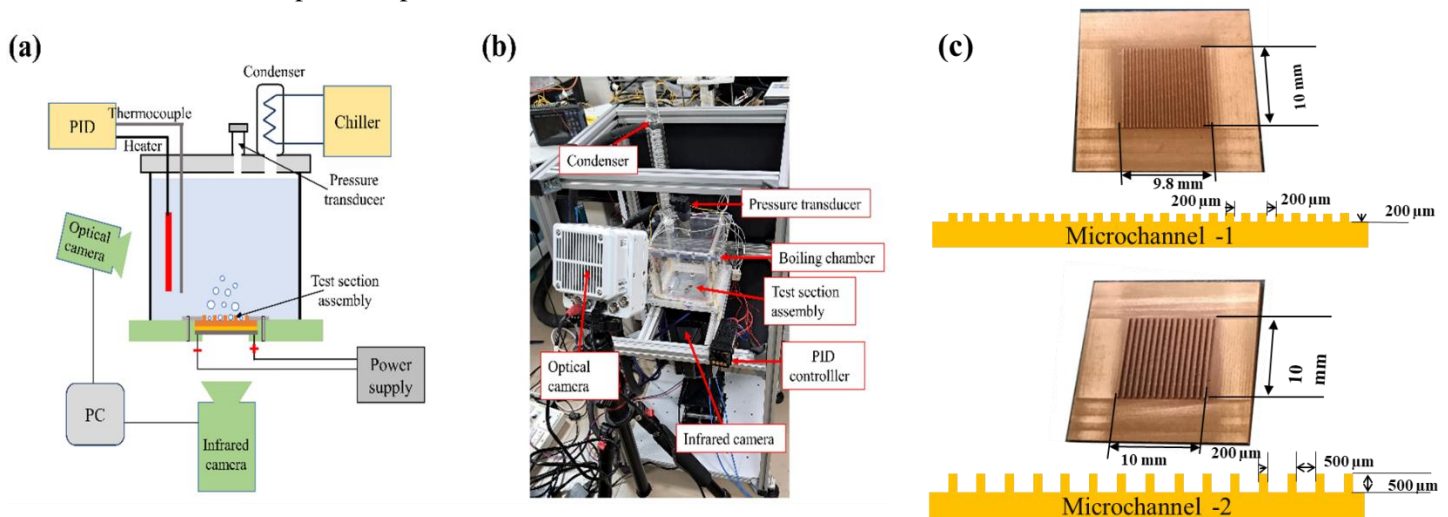 (a)
Condenser
Thermocouple
PID
Chiller
Heater
Pressure
transducer
Optical
camera
Test section
assembly
Power
supply
PC
Infrared
camera
(b)
Condenser
Pressure transducer
Boiling chamber
Test section
assembly
Optical
camera
PID
controlller
Infrared camera
(c)
10 mm
9.8 mm
200 µm
200 µm
200 µm
Microchannel -1
10
mm
10 mm
200 µm
500 µm
500 µm
Microchannel -2